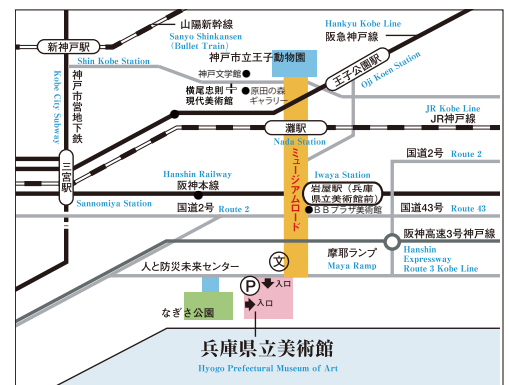 山陽新幹線
Sanyo Shinkansen
(Bullet Train)
Hankyu Kobe Line
阪急神戸線
新神戸駅
Shin Kobe Station
神戸市立王子動物園
王子公園駅
Oji Koen Station
神戸文学館
横尾忠則
現代美術館
原田の森
ギャラリー
神戸市営地下鉄
Kobe City Subway
JR Kobe Line
JR神戸線
灘駅
Nada Station
ミュージアムロード
国道2号 Route 2
三宮駅
Sannomiya Station
Hanshin Railway
阪神本線
Iwaya Station
岩屋駅（兵庫
県立美術館前）
BBプラザ美術館
国道2号 Route 2
国道43号 Route 43
阪神高速3号神戸線
Hanshin
Expressway
Route 3 Kobe Line
摩耶ランプ
Maya Ramp
文
人と防災未来センター
P
入口
入口
なぎさ公園
兵庫県立美術館
Hyogo Prefectural Museum of Art